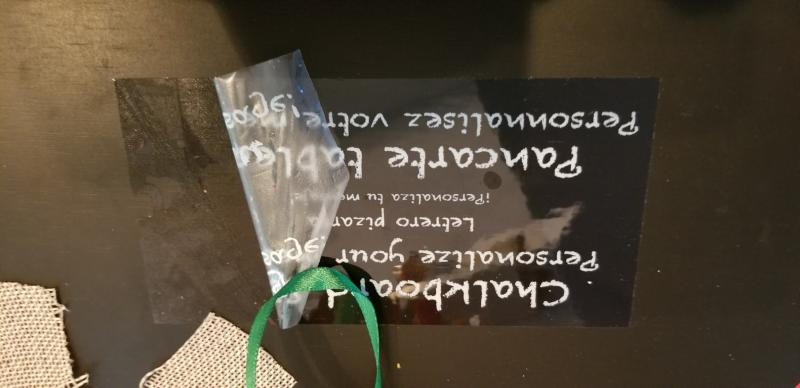 Chalkboard
Personalize your
Letrero pizarra
¡Personaliza tu
Pancarte
Personnalisez votre